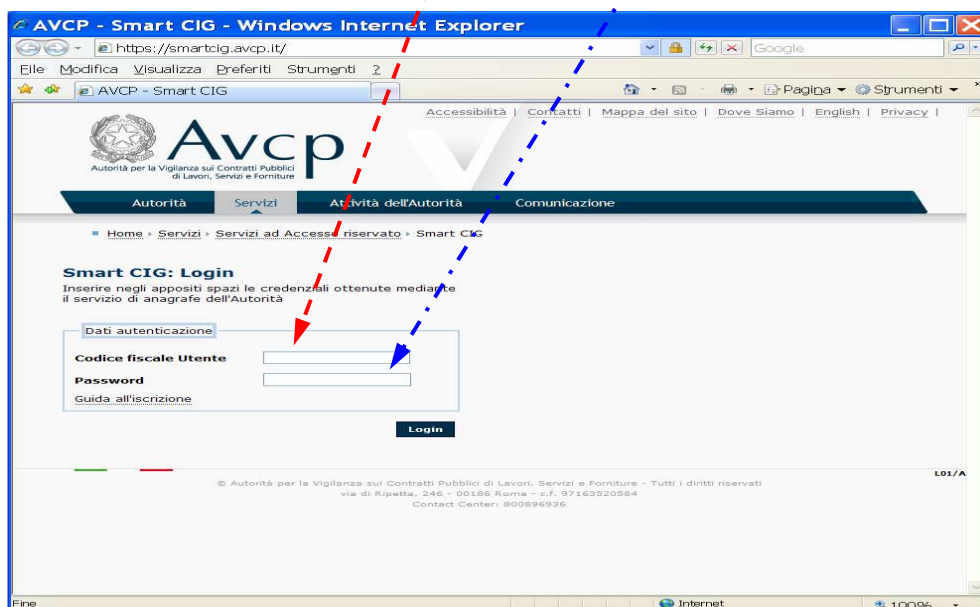 AVCP - Smart CIG - Windows Internet Explorer
https://smartcig.avcp.it/
Google
File Modifica Visualizza Preferiti Strumenti ?
AVCP - Smart CIG
Pagina Strumenti
Accessibilità | Contatti | Mappa del sito | Dove Siamo | English | Privacy |
Avcp
Autorità per la Vigilanza sui Contratti Pubblici
di Lavori, Servizi e Forniture
Autorità Servizi Attività dell'Autorità Comunicazione
Home › Servizi › Servizi ad Accesso riservato › Smart CIG
Smart CIG: Login
Inserire negli appositi spazi le credenziali ottenute mediante
il servizio di anagrafe dell'Autorità
Dati autenticazione
Codice fiscale Utente
Password
Guida all'iscrizione
Login
L01/A
© Autorità per la Vigilanza sui Contratti Pubblici di Lavori, Servizi e Forniture - Tutti i diritti riservati
via di Ripetta, 246 - 00186 Roma - c.f. 97163520584
Contact Center: 800896936
Fine Internet 100%